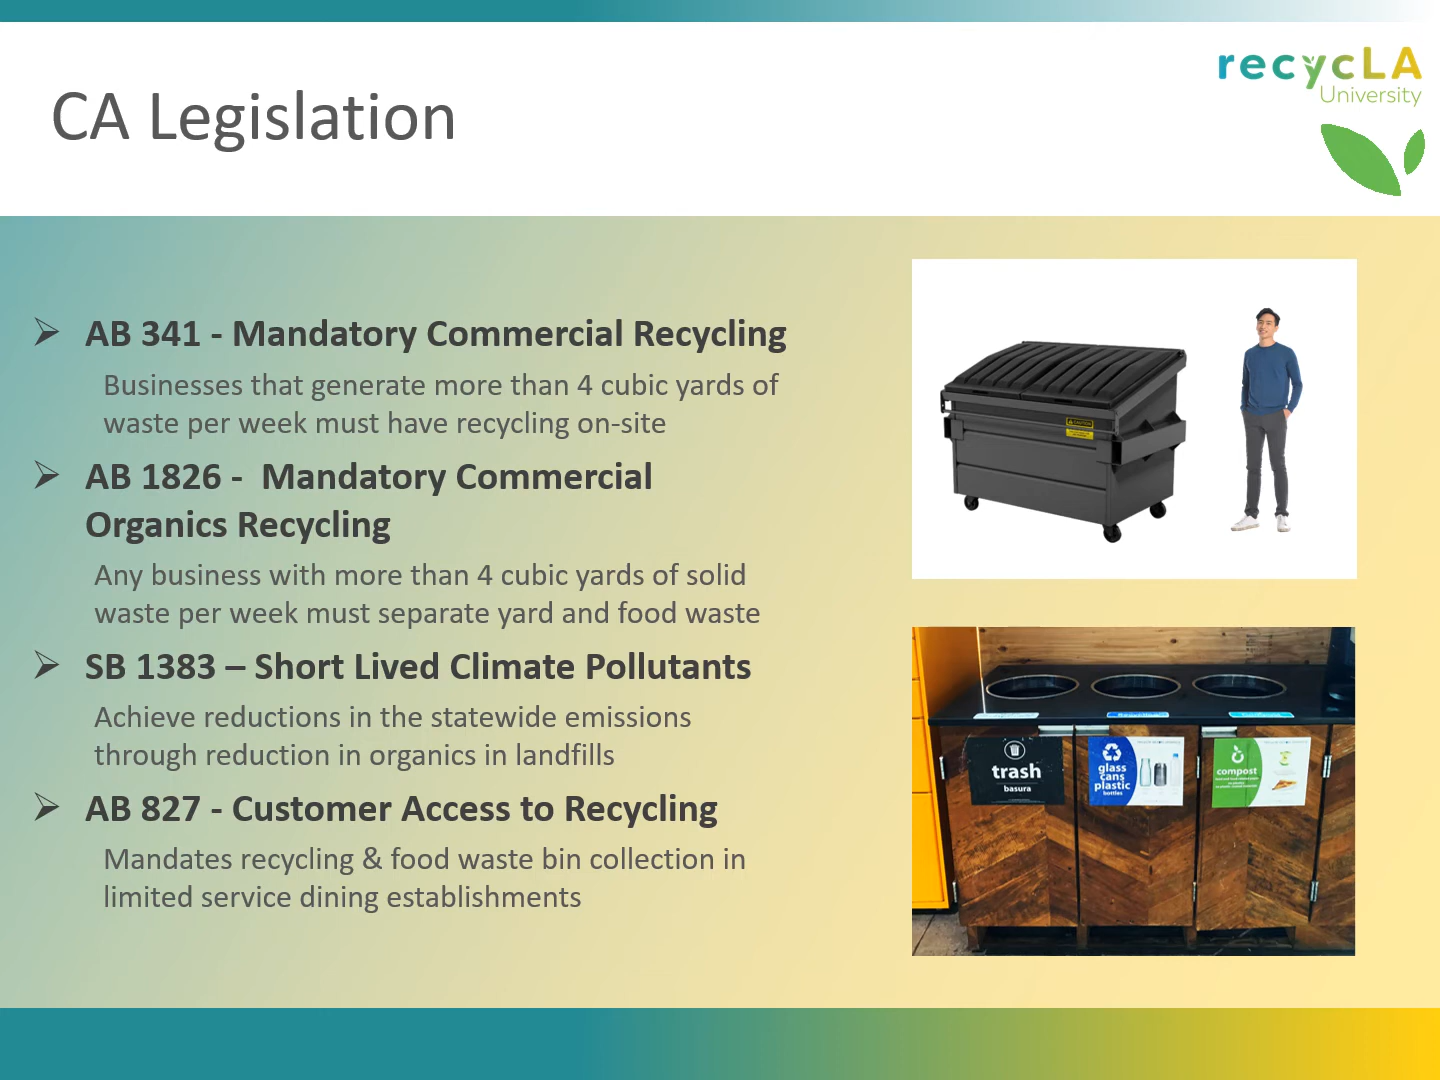 recycLA
University
CA Legislation
➢ AB 341 - Mandatory Commercial Recycling
Businesses that generate more than 4 cubic yards of
waste per week must have recycling on-site
➢ AB 1826 -  Mandatory Commercial
Organics Recycling
Any business with more than 4 cubic yards of solid
waste per week must separate yard and food waste
➢ SB 1383 – Short Lived Climate Pollutants
Achieve reductions in the statewide emissions
through reduction in organics in landfills
➢ AB 827 - Customer Access to Recycling
Mandates recycling & food waste bin collection in
limited service dining establishments
CAUTION
trash
basura
glass
cans
plastic
bottles
compost